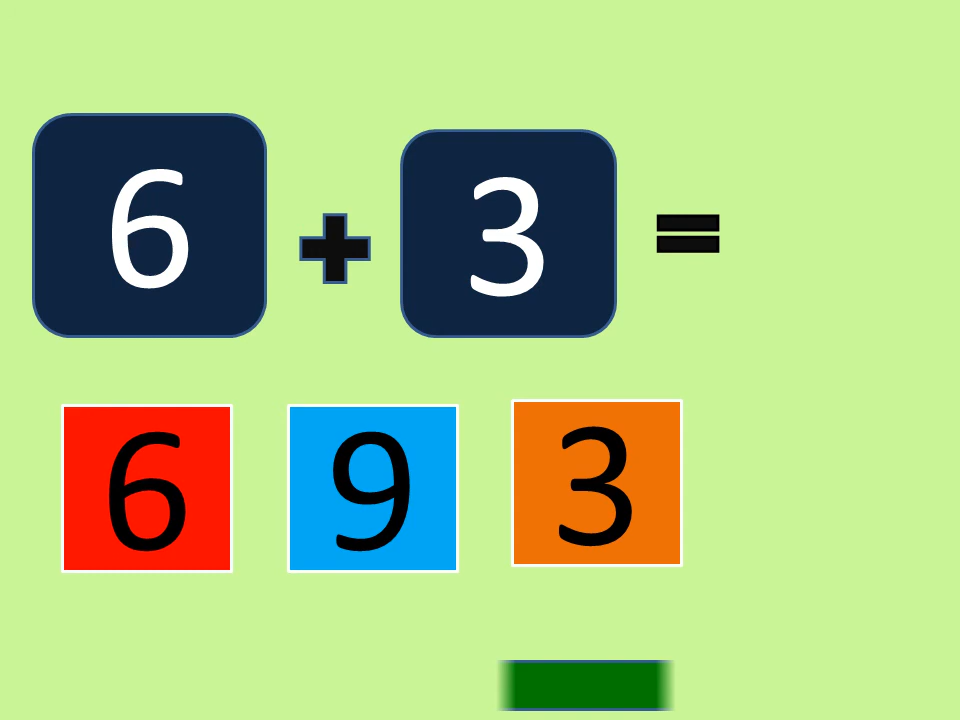 6 + 3 =
6 9 3